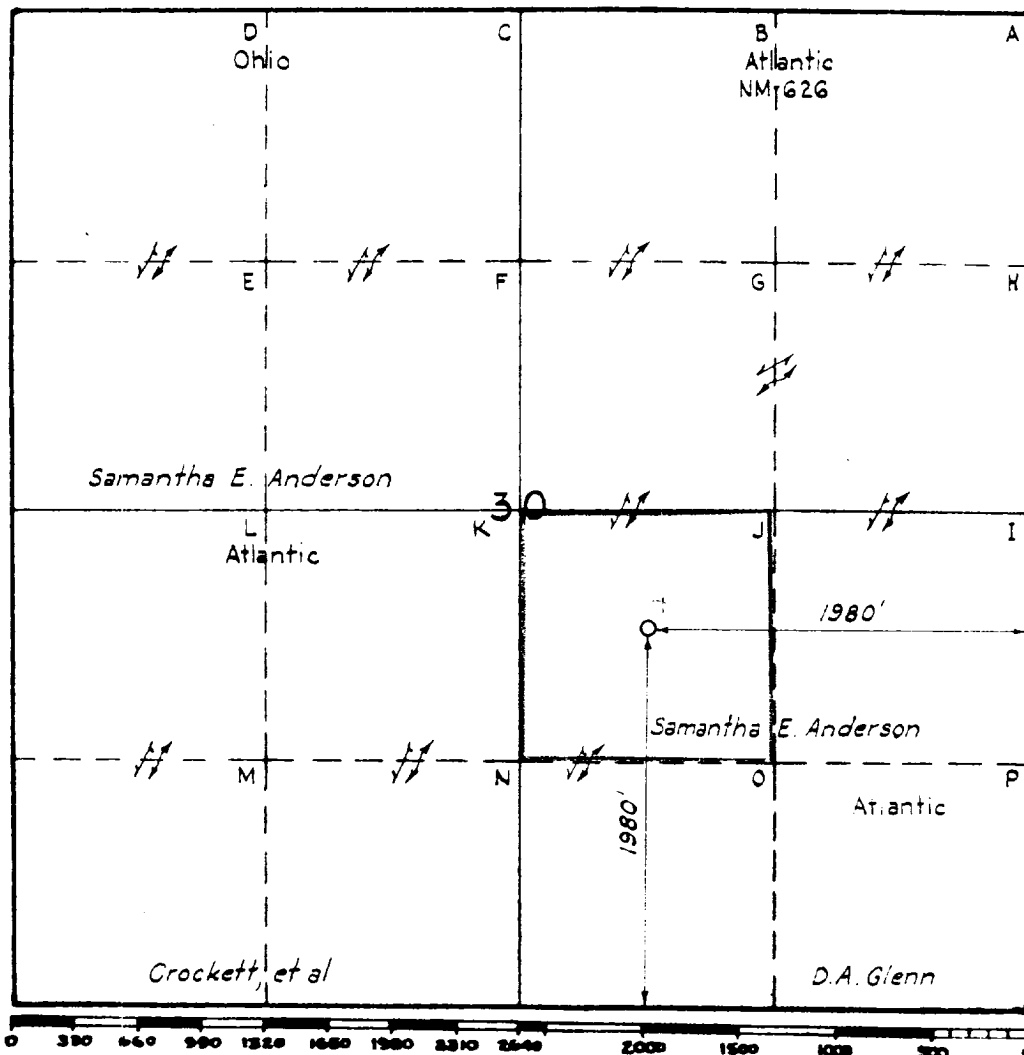 D C B A
Ohio Atlantic
NM-626
E F G H
Samantha E. Anderson
30
L K J I
Atlantic
1980'
Samantha E. Anderson
M N O P
Atlantic
1980'
Crockett, et al D.A. Glenn
0 330 660 990 1320 1650 1980 2310 2640 2000 1500 1000 500